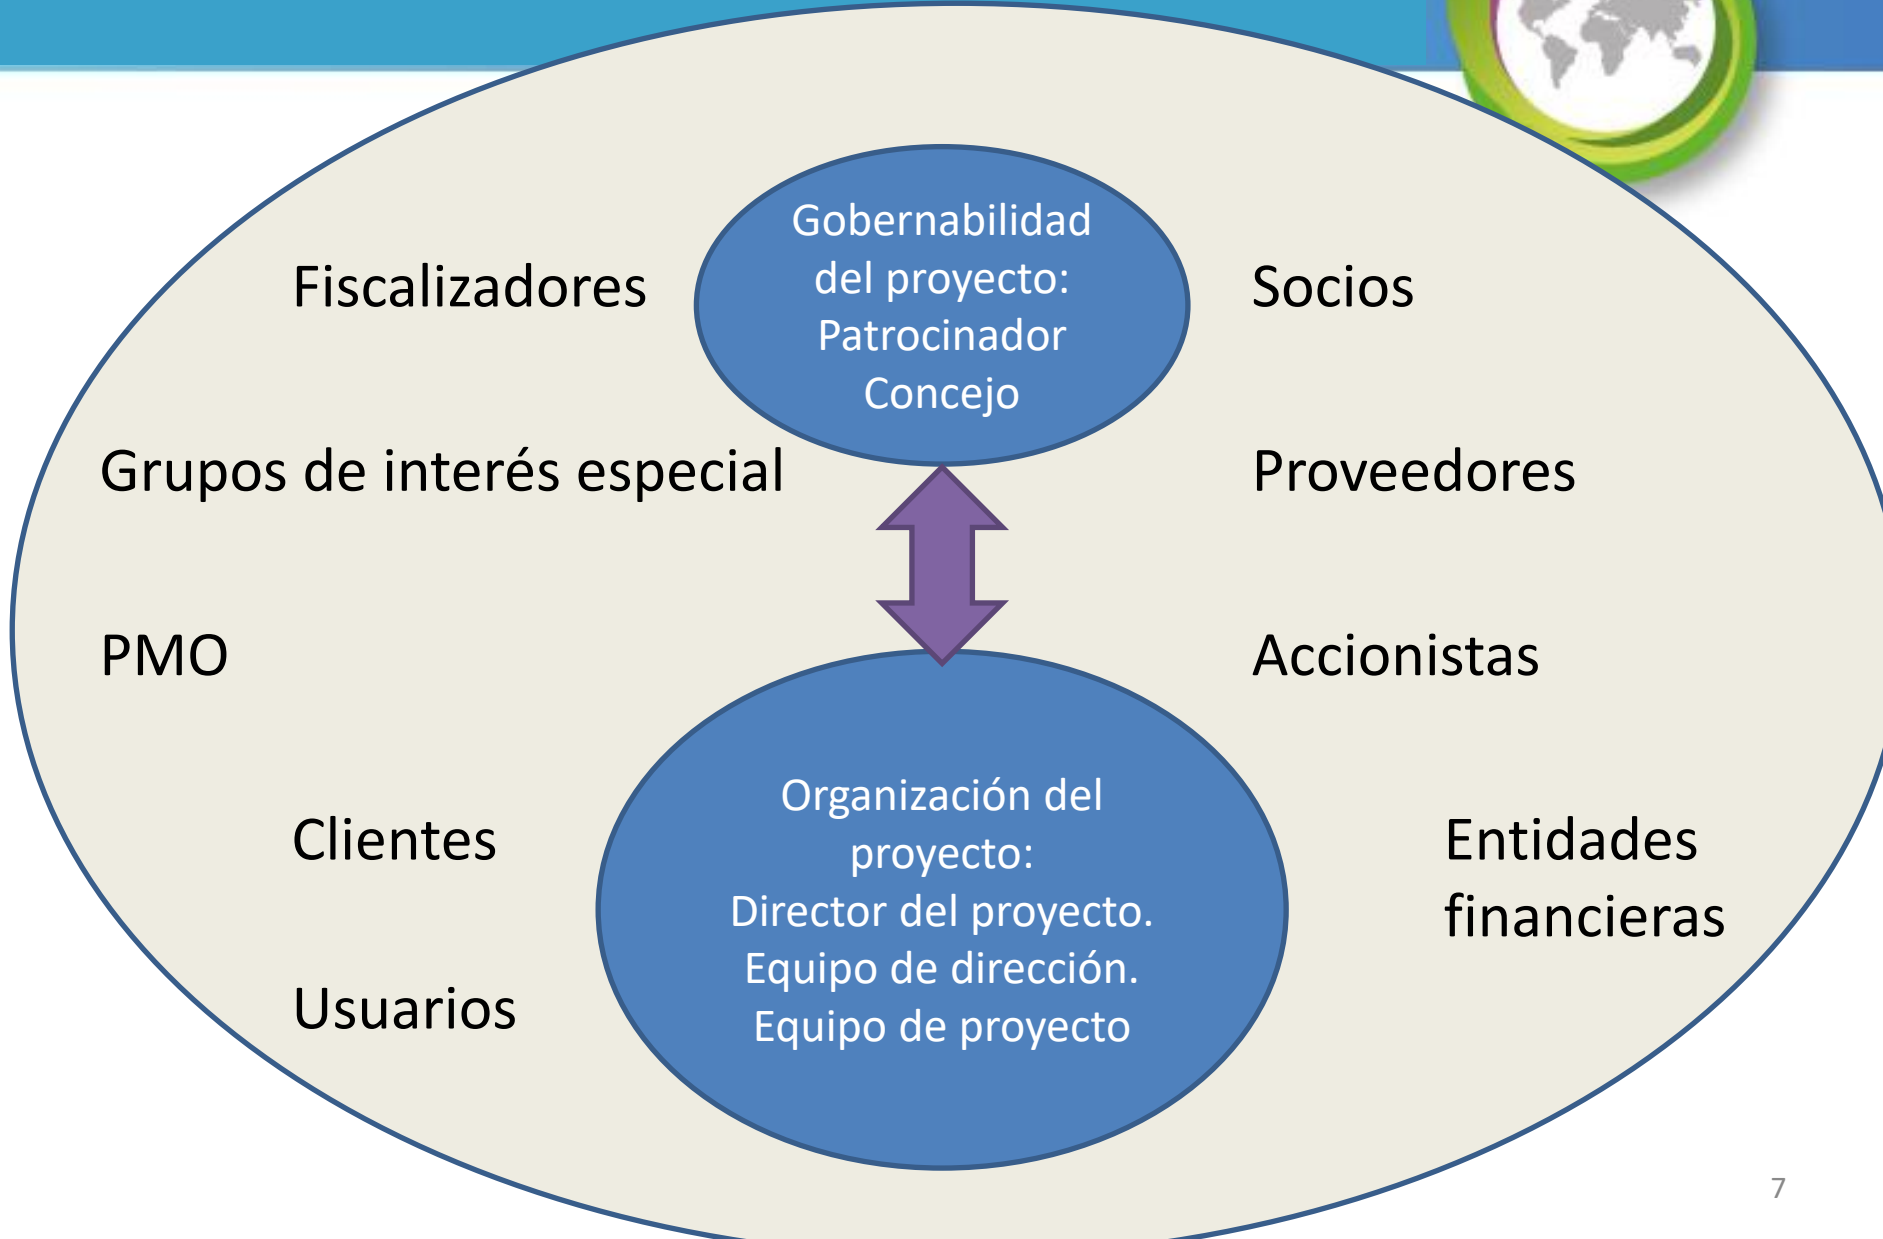 Gobernabilidad
del proyecto:
Patrocinador
Concejo
Fiscalizadores
Socios
Grupos de interés especial
Proveedores
PMO
Accionistas
Clientes
Entidades
financieras
Usuarios
Organización del
proyecto:
Director del proyecto.
Equipo de dirección.
Equipo de proyecto
7